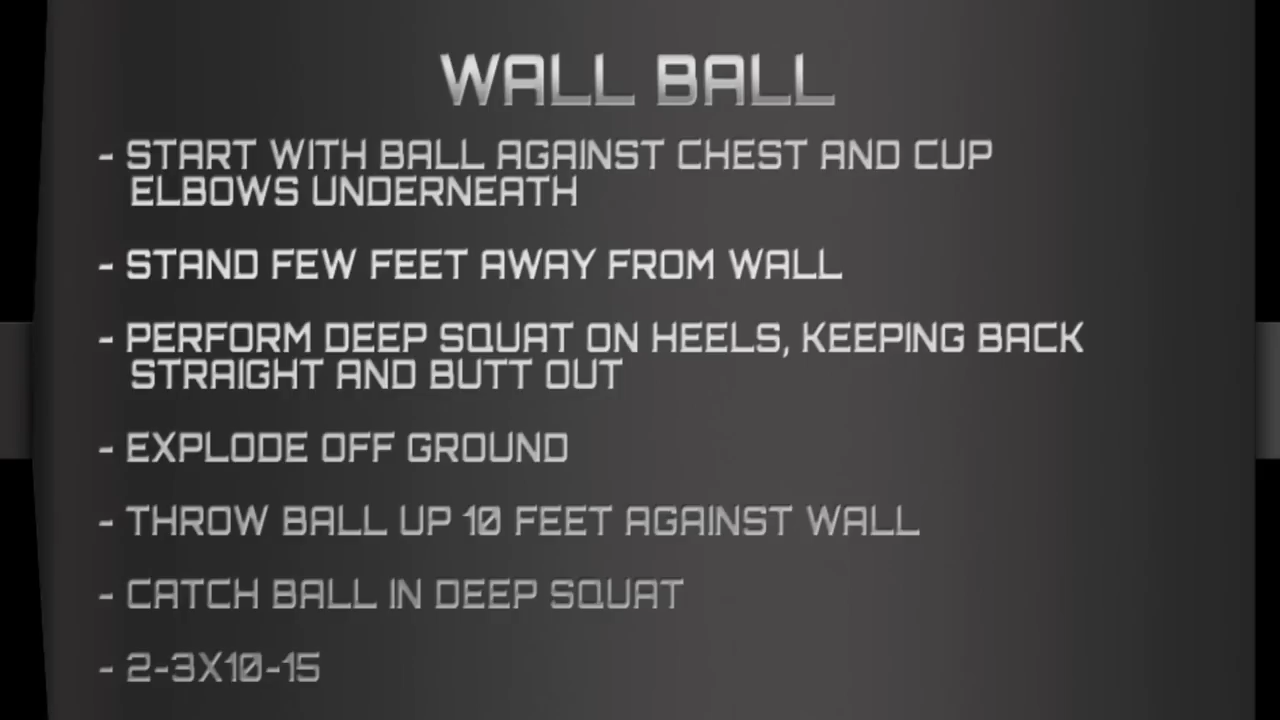 WALL BALL
- START WITH BALL AGAINST CHEST AND CUP
ELBOWS UNDERNEATH
- STAND FEW FEET AWAY FROM WALL
- PERFORM DEEP SQUAT ON HEELS, KEEPING BACK
STRAIGHT AND BUTT OUT
- EXPLODE OFF GROUND
- THROW BALL UP 10 FEET AGAINST WALL
- CATCH BALL IN DEEP SQUAT
- 2-3X10-15